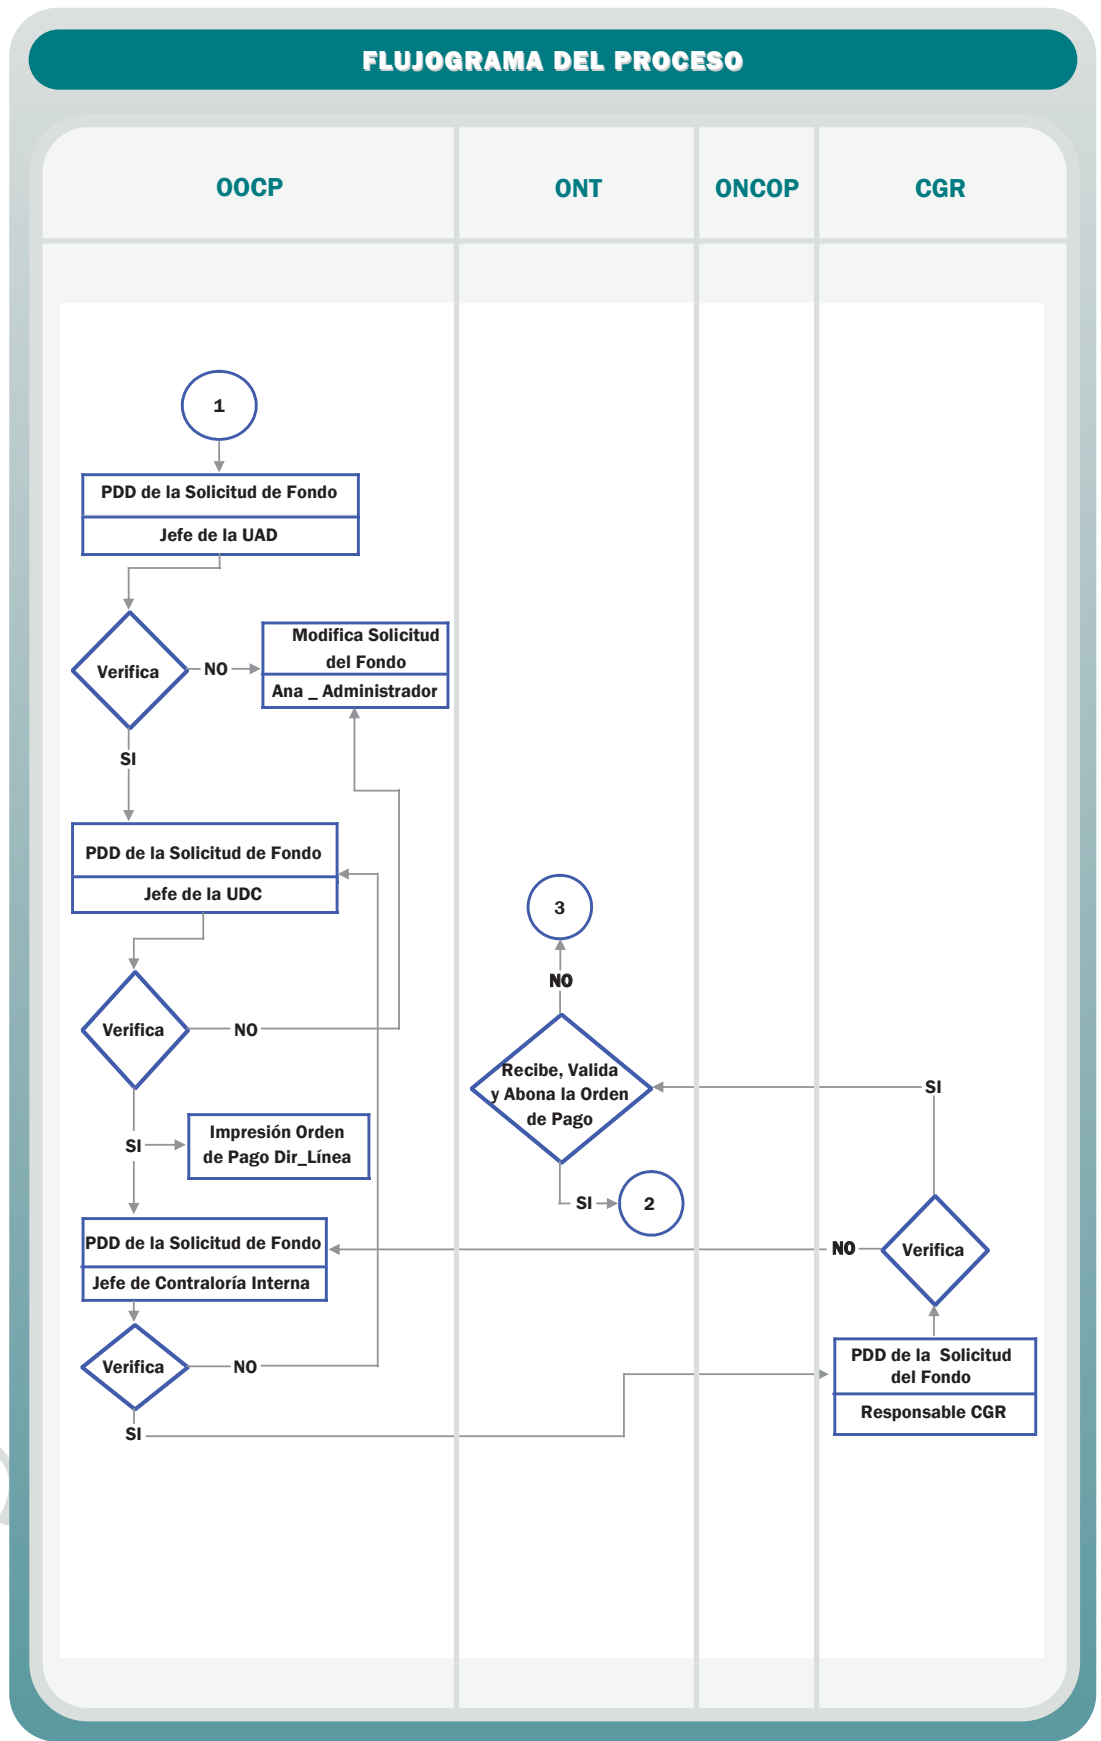 FLUJOGRAMA DEL PROCESO
OOCP
ONT
ONCOP
CGR
1
PDD de la Solicitud de Fondo
Jefe de la UAD
Verifica
NO
Modifica Solicitud
del Fondo
Ana _ Administrador
SI
PDD de la Solicitud de Fondo
Jefe de la UDC
Verifica
NO
SI
Impresión Orden
de Pago Dir_Línea
PDD de la Solicitud de Fondo
Jefe de Contraloría Interna
Verifica
NO
SI
3
NO
Recibe, Valida
y Abona la Orden
de Pago
SI
2
SI
NO
Verifica
PDD de la Solicitud
del Fondo
Responsable CGR